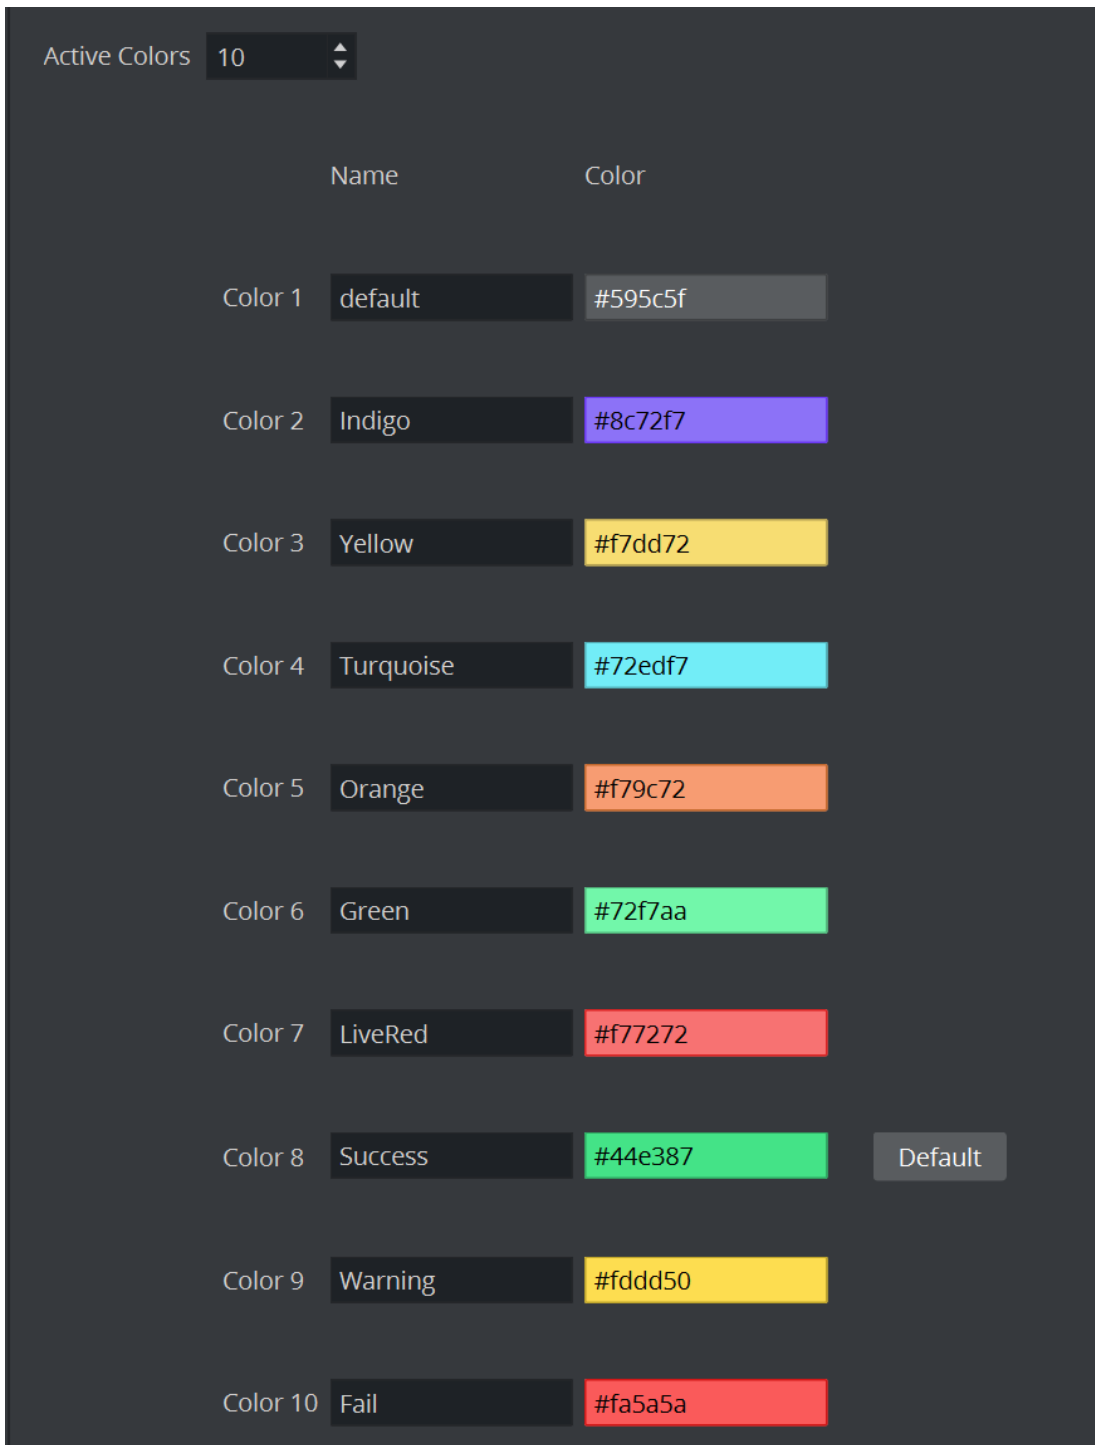 Active Colors 10
Name Color
Color 1 default #595c5f
Color 2 Indigo #8c72f7
Color 3 Yellow #f7dd72
Color 4 Turquoise #72edf7
Color 5 Orange #f79c72
Color 6 Green #72f7aa
Color 7 LiveRed #f77272
Color 8 Success #44e387 Default
Color 9 Warning #fddd50
Color 10 Fail #fa5a5a